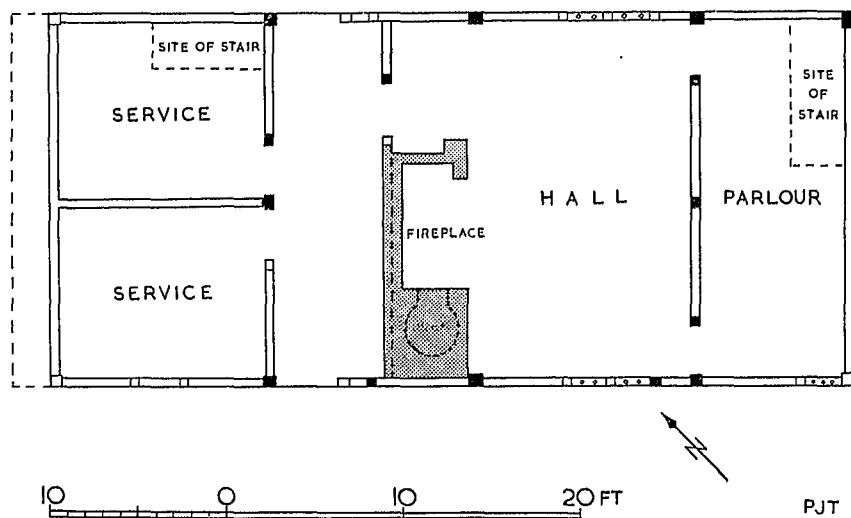 SITE OF STAIR
SERVICE
SITE
OF
STAIR
HALL
PARLOUR
FIREPLACE
SERVICE
N
10 0 10 20 FT
PJT